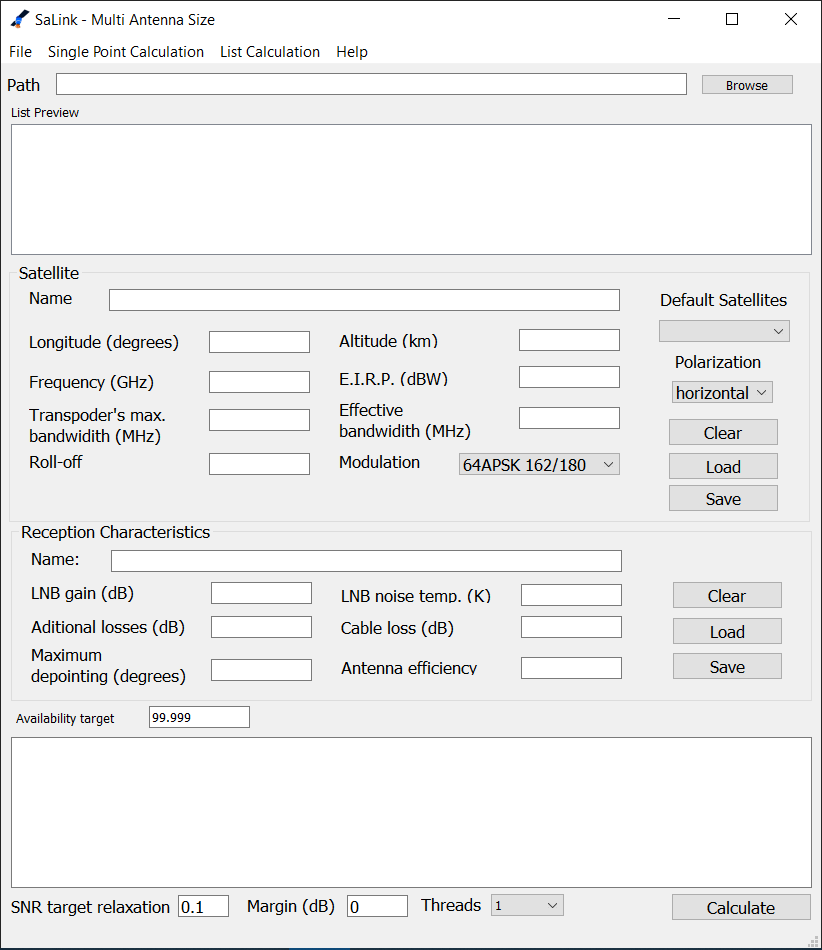 SaLink - Multi Antenna Size
File Single Point Calculation List Calculation Help
Path Browse
List Preview
Satellite
Name
Default Satellites
Longitude (degrees) Altitude (km)
Polarization
Frequency (GHz) E.I.R.P. (dBW)
horizontal
Transpoder's max.
bandwidith (MHz)
Effective
bandwidith (MHz)
Clear
Roll-off Modulation 64APSK 162/180 Load
Save
Reception Characteristics
Name:
LNB gain (dB) LNB noise temp. (K) Clear
Aditional losses (dB) Cable loss (dB) Load
Maximum
depointing (degrees)
Antenna efficiency Save
Availability target 99.999
SNR target relaxation 0.1 Margin (dB) 0 Threads 1 Calculate